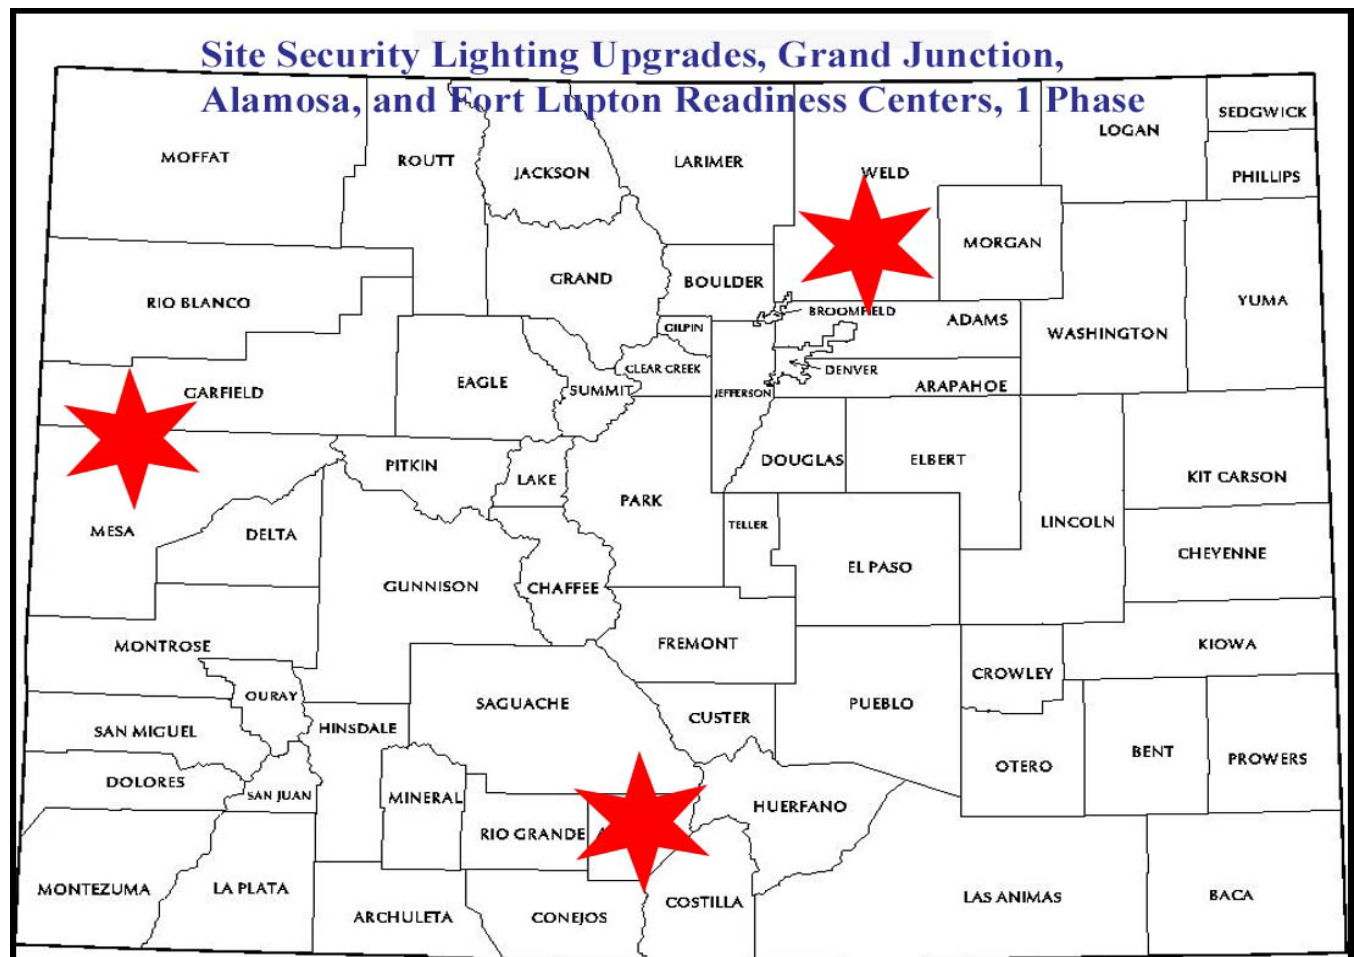 Site Security Lighting Upgrades, Grand Junction,
Alamosa, and Fort Lupton Readiness Centers, 1 Phase
SEDGWICK
LOGAN
MOFFAT
ROUTT
LARIMER
JACKSON
WELD
PHILLIPS
MORGAN
GRAND
BOULDER
RIO BLANCO
YUMA
BROOMFIELD
ADAMS
GILPIN
WASHINGTON
CLEAR CREEK
DENVER
EAGLE
ARAPAHOE
SUMMIT
GARFIELD
JEFFERSON
PITKIN
DOUGLAS
ELBERT
LAKE
KIT CARSON
PARK
TELLER
LINCOLN
MESA
DELTA
CHEYENNE
EL PASO
GUNNISON
CHAFFEE
MONTROSE
FREMONT
KIOWA
CROWLEY
OURAY
SAGUACHE
PUEBLO
CUSTER
HINSDALE
SAN MIGUEL
BENT
PROWERS
OTERO
DOLORES
SAN JUAN
MINERAL
HUERFANO
RIO GRANDE
MONTEZUMA
LA PLATA
BACA
LAS ANIMAS
COSTILLA
ARCHULETA
CONEJOS